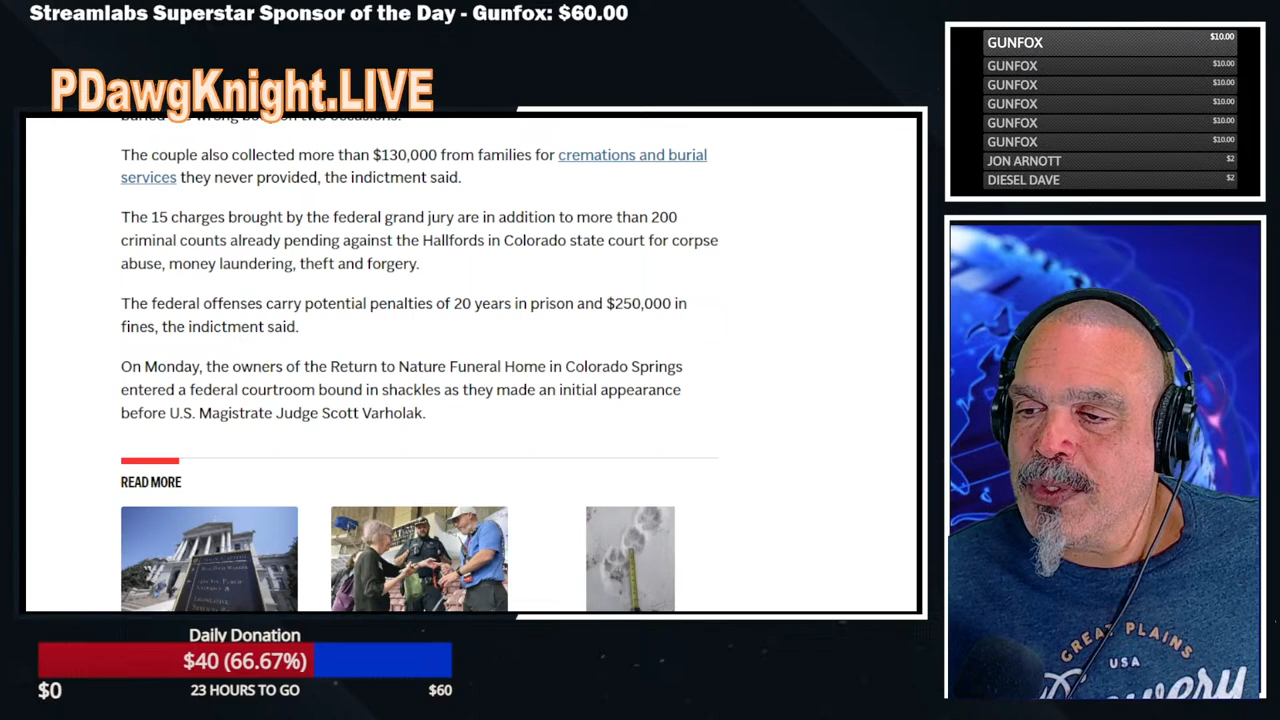 Streamlabs Superstar Sponsor of the Day - Gunfox: $60.00
PDawgKnight.LIVE
The couple also collected more than $130,000 from families for cremations and burial
services they never provided, the indictment said.
The 15 charges brought by the federal grand jury are in addition to more than 200
criminal counts already pending against the Hallfords in Colorado state court for corpse
abuse, money laundering, theft and forgery.
The federal offenses carry potential penalties of 20 years in prison and $250,000 in
fines, the indictment said.
On Monday, the owners of the Return to Nature Funeral Home in Colorado Springs
entered a federal courtroom bound in shackles as they made an initial appearance
before U.S. Magistrate Judge Scott Varholak.
READ MORE
Daily Donation
$40 (66.67%)
$0 23 HOURS TO GO $60
GUNFOX $10.00
GUNFOX $10.00
GUNFOX $10.00
GUNFOX $10.00
GUNFOX $10.00
GUNFOX $10.00
JON ARNOTT $2
DIESEL DAVE $2
GREAT PLAINS
USA